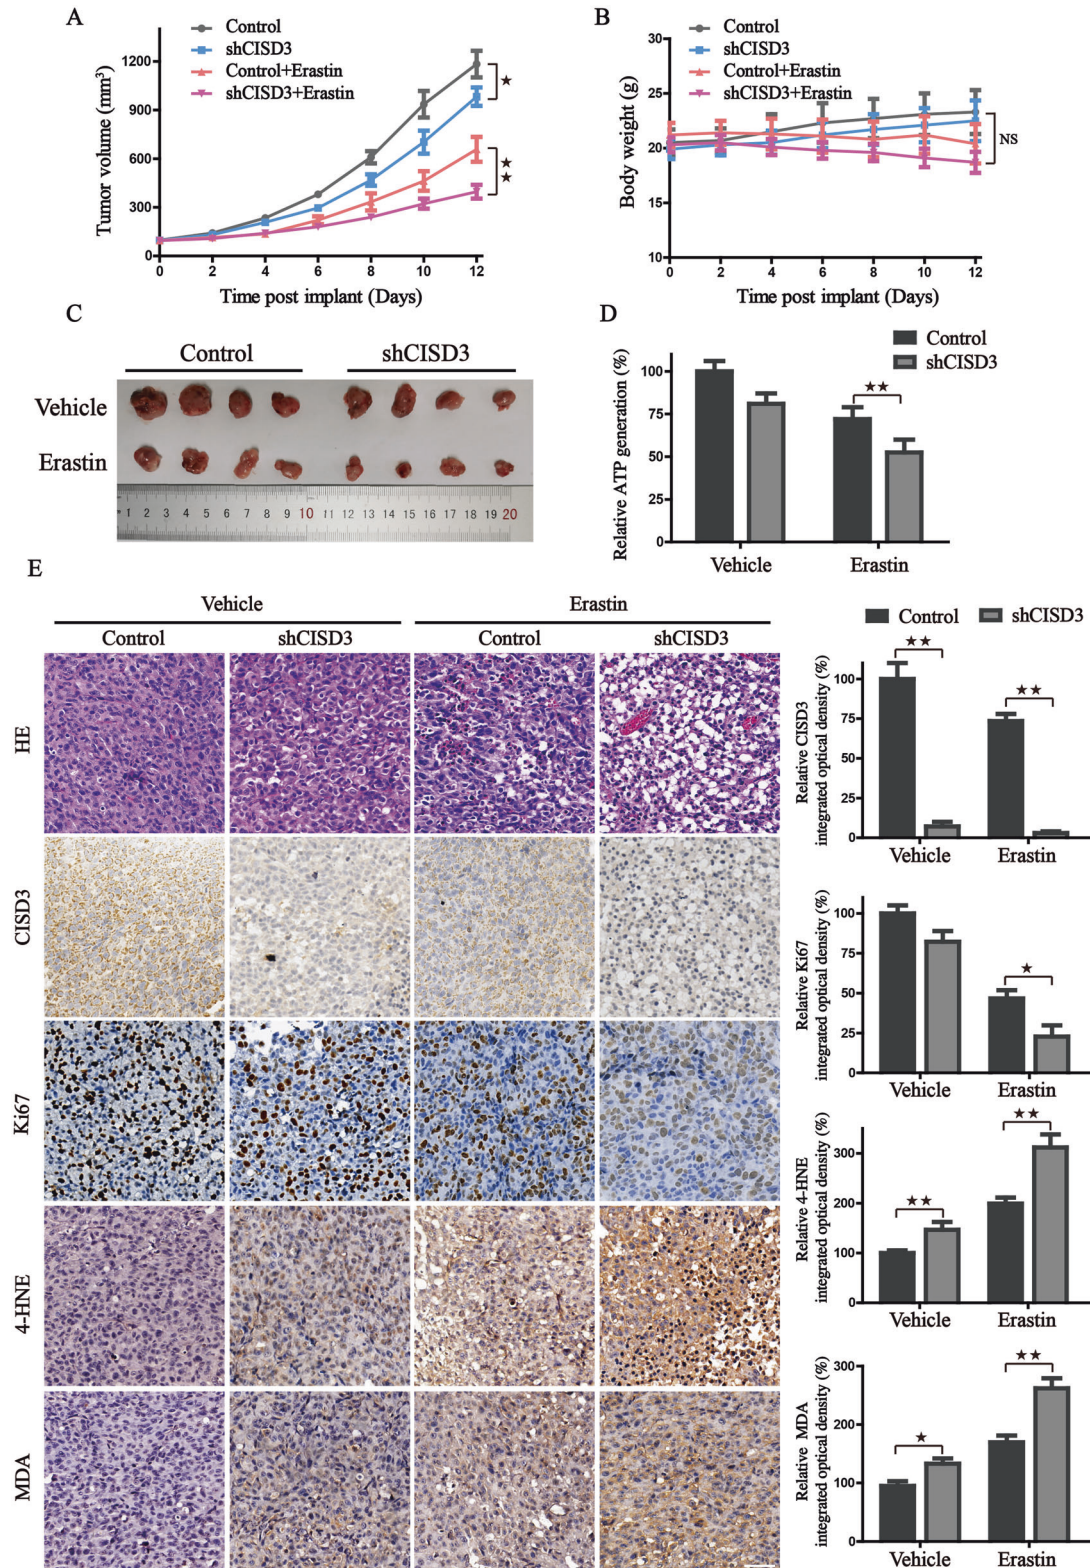 A
Control
shCISD3
Control+Erastin
shCISD3+Erastin
Tumor volume (mm³)
1200
900
600
300
0
0 2 4 6 8 10 12
Time post implant (Days)
★
★★
B
Control
shCISD3
Control+Erastin
shCISD3+Erastin
Body weight (g)
30
25
20
15
10
0 2 4 6 8 10 12
Time post implant (Days)
NS
C
Control shCISD3
Vehicle
Erastin
1 2 3 4 5 6 7 8 9 10 11 12 13 14 15 16 17 18 19 20
D
Control
shCISD3
Relative ATP generation (%)
100
75
50
25
0
★★
Vehicle Erastin
E
Vehicle Erastin
Control shCISD3 Control shCISD3
HE
CISD3
Ki67
4-HNE
MDA
Control shCISD3
Relative CISD3
integrated optical density (%)
100
75
50
25
0
★★ ★★
Vehicle Erastin
Relative Ki67
integrated optical density (%)
100
75
50
25
0
★
Vehicle Erastin
Relative 4-HNE
integrated optical density (%)
300
200
100
0
★★ ★★
Vehicle Erastin
Relative MDA
integrated optical density (%)
300
200
100
0
★ ★★
Vehicle Erastin